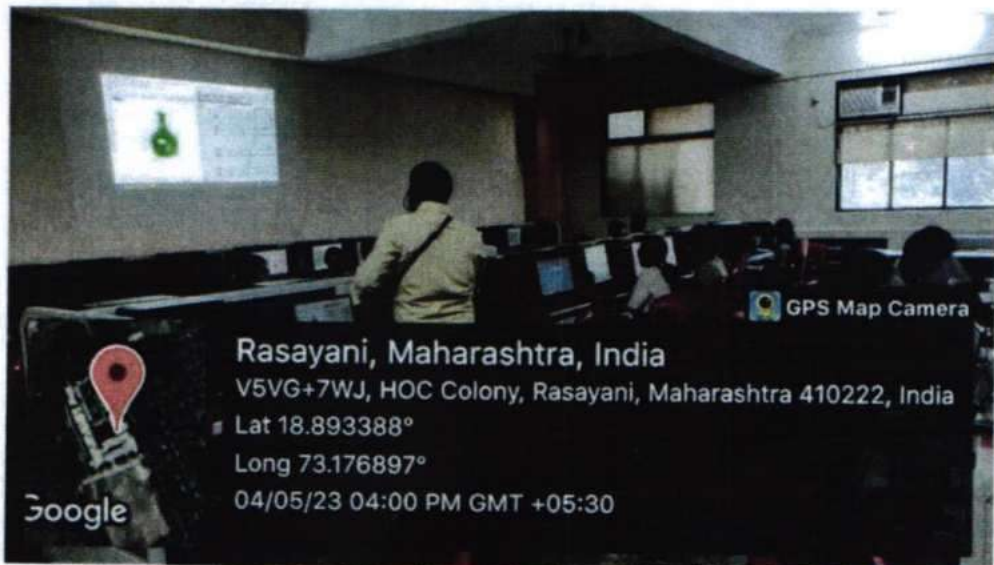 GPS Map Camera
Rasayani, Maharashtra, India
V5VG+7WJ, HOC Colony, Rasayani, Maharashtra 410222, India
Lat 18.893388°
Long 73.176897°
04/05/23 04:00 PM GMT +05:30
Google